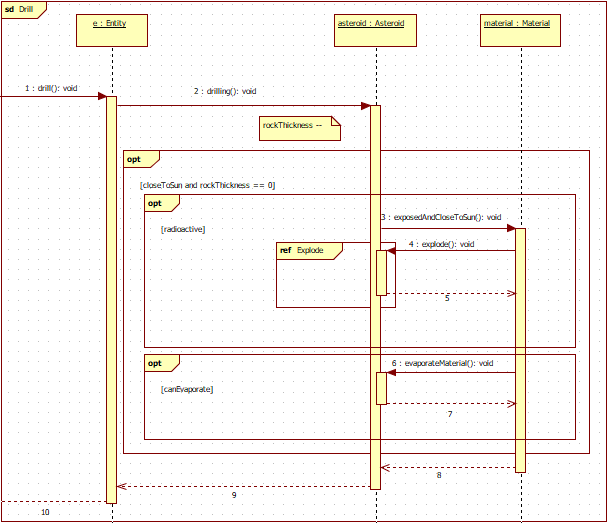 sd Drill
e : Entity
asteroid : Asteroid
material : Material
1 : drill(): void
2 : drilling(): void
rockThickness --
opt
[closeToSun and rockThickness == 0]
opt
3 : exposedAndCloseToSun(): void
[radioactive]
ref Explode
4 : explode(): void
5
opt
6 : evaporateMaterial(): void
[canEvaporate]
7
8
9
10